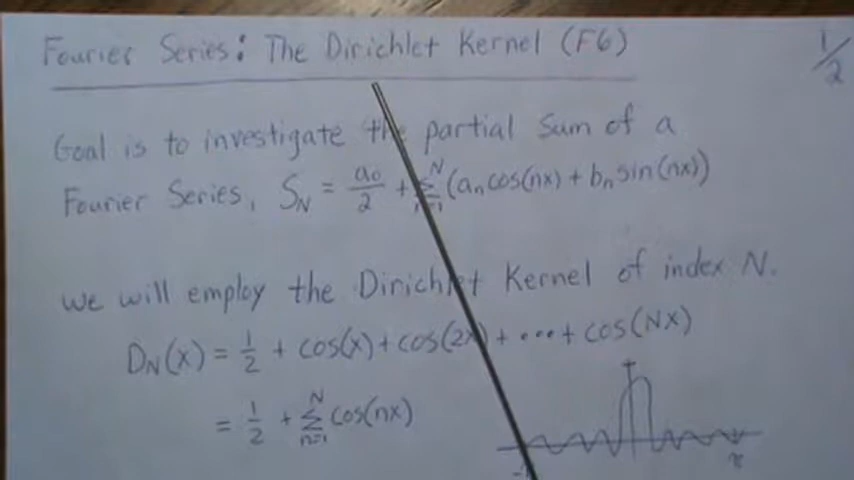 Fourier Series: The Dirichlet Kernel (F6)
1/2
Goal is to investigate the partial sum of a
Fourier Series, S_N = a_0/2 + Σ_{n=1}^{N} (a_n cos(nx) + b_n sin(nx))
We will employ the Dirichlet Kernel of index N.
D_N(x) = 1/2 + cos(x) + cos(2x) + ... + cos(Nx)
= 1/2 + Σ_{n=1}^{N} cos(nx)
π